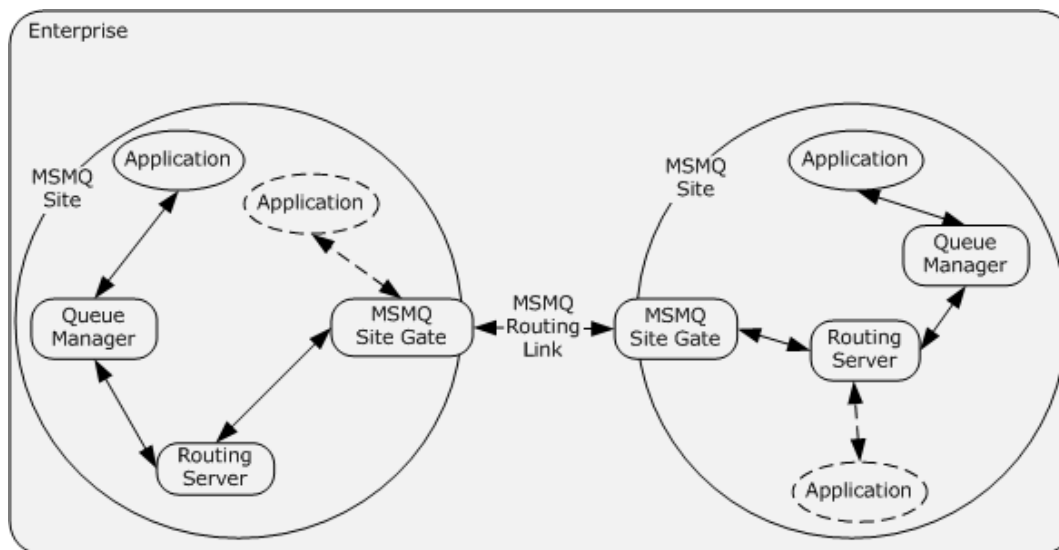 Enterprise
Application
MSMQ
Site
Application
Queue
Manager
MSMQ
Site Gate
Routing
Server
MSMQ
Routing
Link
Application
MSMQ
Site
Queue
Manager
MSMQ
Site Gate
Routing
Server
Application